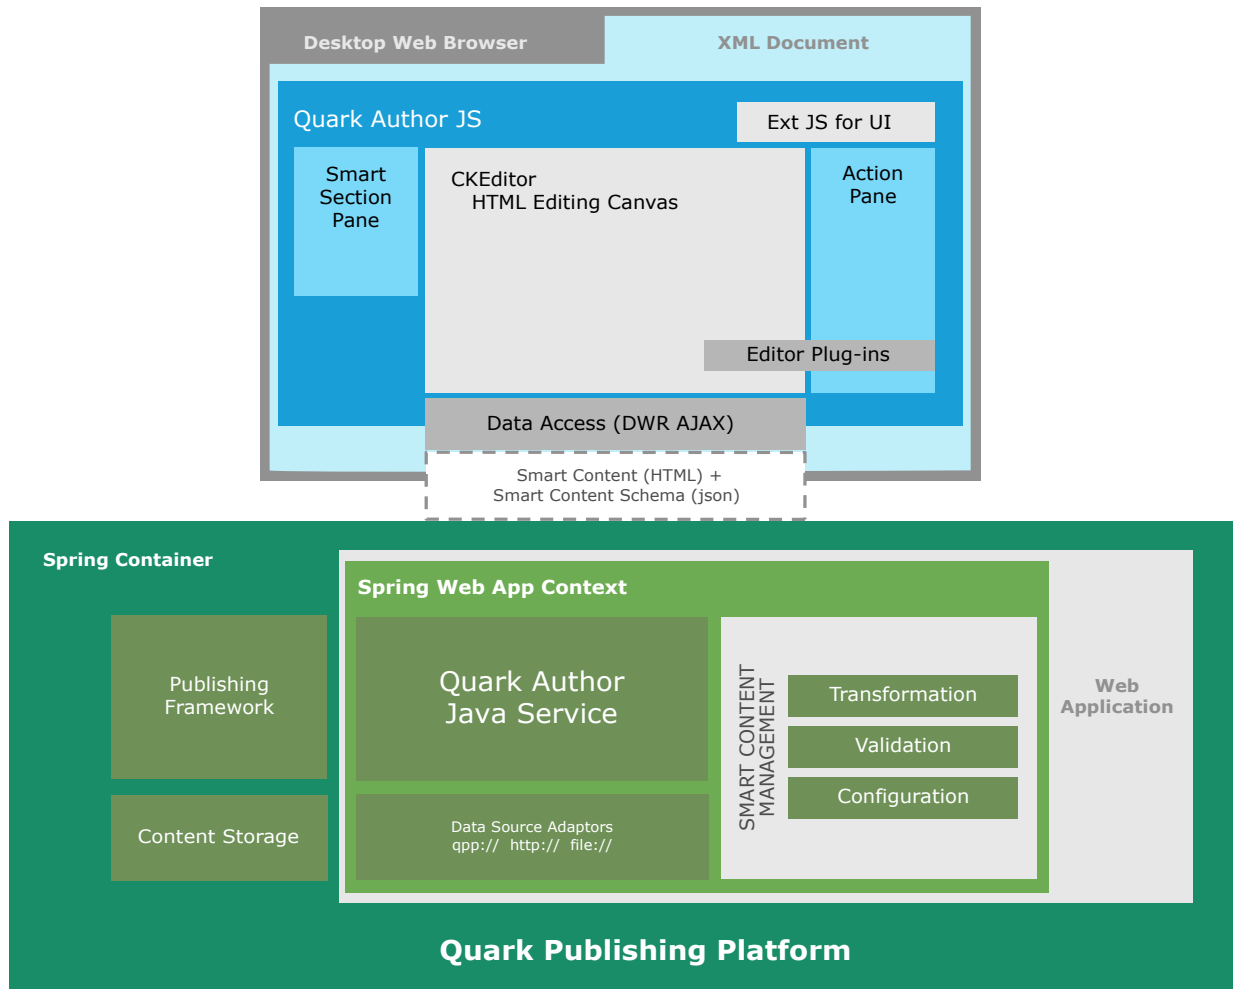 Desktop Web Browser
XML Document
Quark Author JS
Ext JS for UI
Smart
Section
Pane
CKEditor
HTML Editing Canvas
Action
Pane
Editor Plug-ins
Data Access (DWR AJAX)
Smart Content (HTML) +
Smart Content Schema (json)
Spring Container
Spring Web App Context
Publishing
Framework
Quark Author
Java Service
SMART CONTENT
MANAGEMENT
Transformation
Validation
Configuration
Web
Application
Content Storage
Data Source Adaptors
qpp:// http:// file://
Quark Publishing Platform